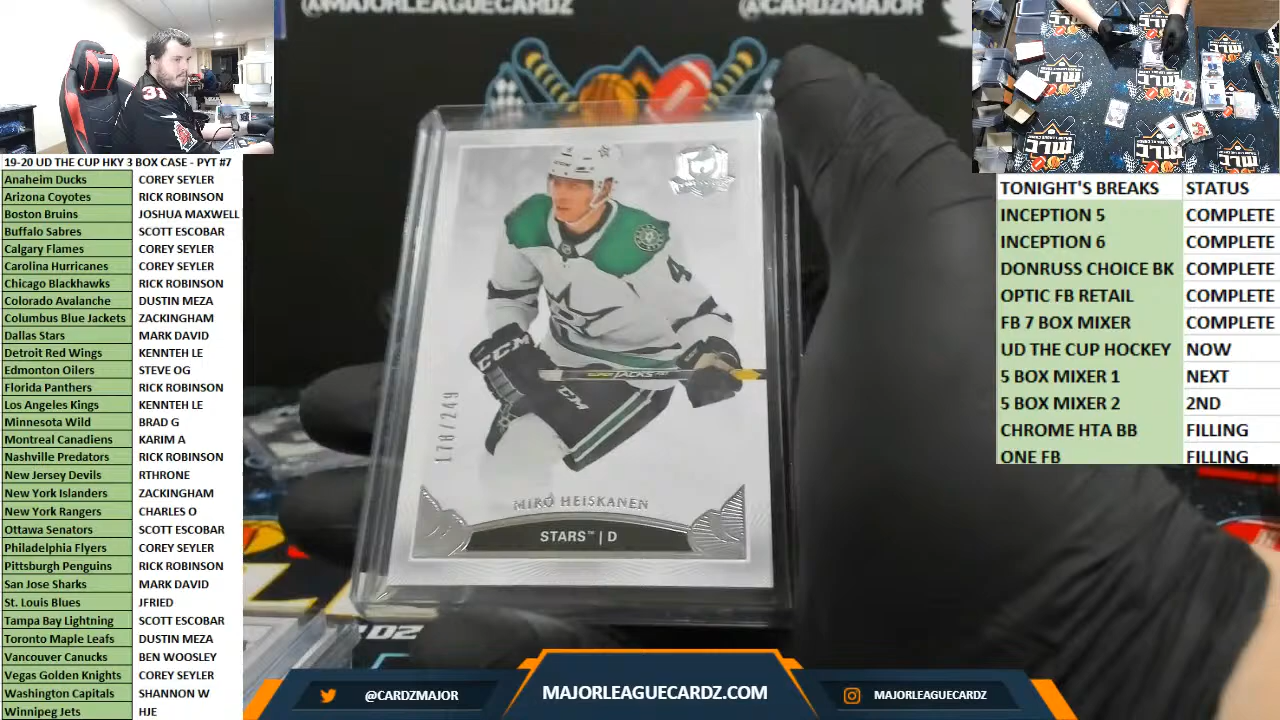 @MAJORLEAGUECARDZ
@CARDZMAJOR
31
19-20 UD THE CUP HKY 3 BOX CASE - PYT #7
Anaheim Ducks COREY SEYLER
Arizona Coyotes RICK ROBINSON
Boston Bruins JOSHUA MAXWELL
Buffalo Sabres SCOTT ESCOBAR
Calgary Flames COREY SEYLER
Carolina Hurricanes COREY SEYLER
Chicago Blackhawks RICK ROBINSON
Colorado Avalanche DUSTIN MEZA
Columbus Blue Jackets ZACKINGHAM
Dallas Stars MARK DAVID
Detroit Red Wings KENNTEH LE
Edmonton Oilers STEVE OG
Florida Panthers RICK ROBINSON
Los Angeles Kings KENNTEH LE
Minnesota Wild BRAD G
Montreal Canadiens KARIM A
Nashville Predators RICK ROBINSON
New Jersey Devils RTHRONE
New York Islanders ZACKINGHAM
New York Rangers CHARLES O
Ottawa Senators SCOTT ESCOBAR
Philadelphia Flyers COREY SEYLER
Pittsburgh Penguins RICK ROBINSON
San Jose Sharks MARK DAVID
St. Louis Blues JFRIED
Tampa Bay Lightning SCOTT ESCOBAR
Toronto Maple Leafs DUSTIN MEZA
Vancouver Canucks BEN WOOSLEY
Vegas Golden Knights COREY SEYLER
Washington Capitals SHANNON W
Winnipeg Jets HJE
4
CCM
CCM
178/249
MIRO HEISKANEN
STARS™ | D
MLC
MLC
MLC
MLC
MLC
TONIGHT'S BREAKS STATUS
INCEPTION 5 COMPLETE
INCEPTION 6 COMPLETE
DONRUSS CHOICE BK COMPLETE
OPTIC FB RETAIL COMPLETE
FB 7 BOX MIXER COMPLETE
UD THE CUP HOCKEY NOW
5 BOX MIXER 1 NEXT
5 BOX MIXER 2 2ND
CHROME HTA BB FILLING
ONE FB FILLING
@CARDZMAJOR
MAJORLEAGUECARDZ.COM
MAJORLEAGUECARDZ